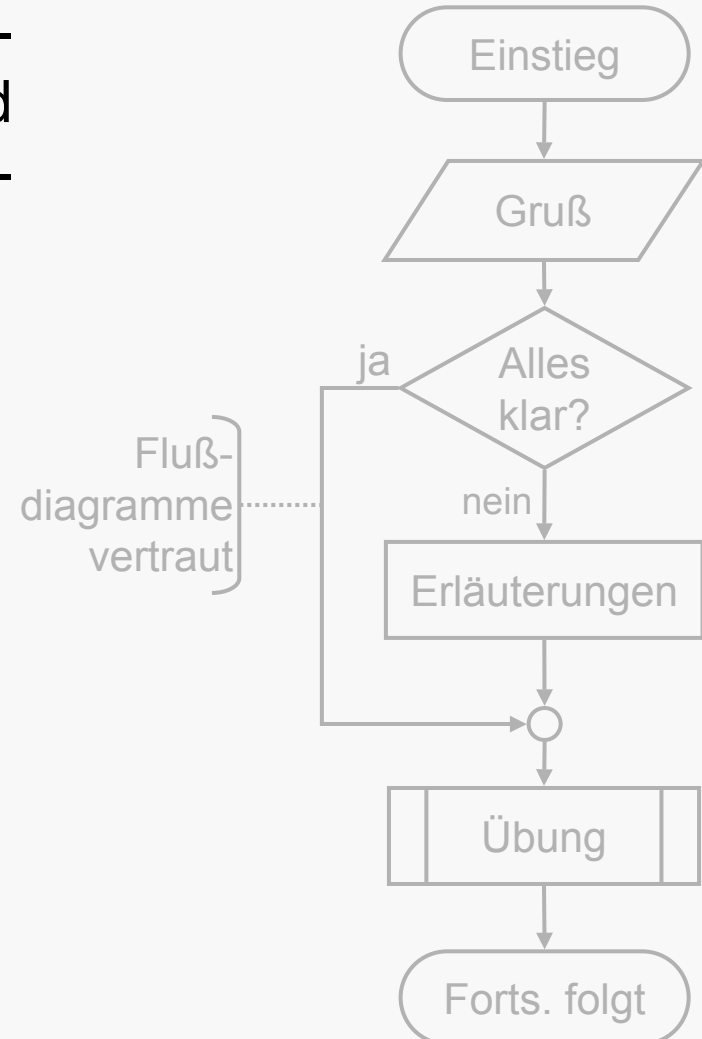 d
Einstieg
Gruß
Alles
klar?
ja
nein
Fluß-
diagramme
vertraut
Erläuterungen
Übung
Forts. folgt